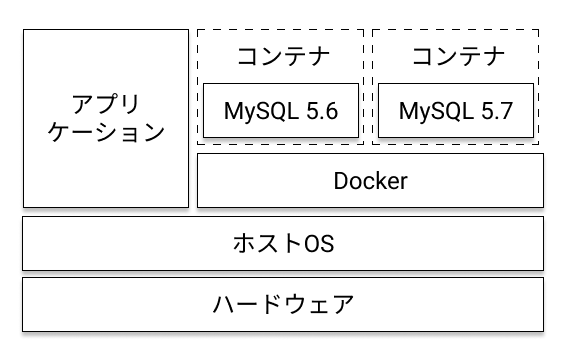 アプリ
ケーション
コンテナ
MySQL 5.6
コンテナ
MySQL 5.7
Docker
ホストOS
ハードウェア